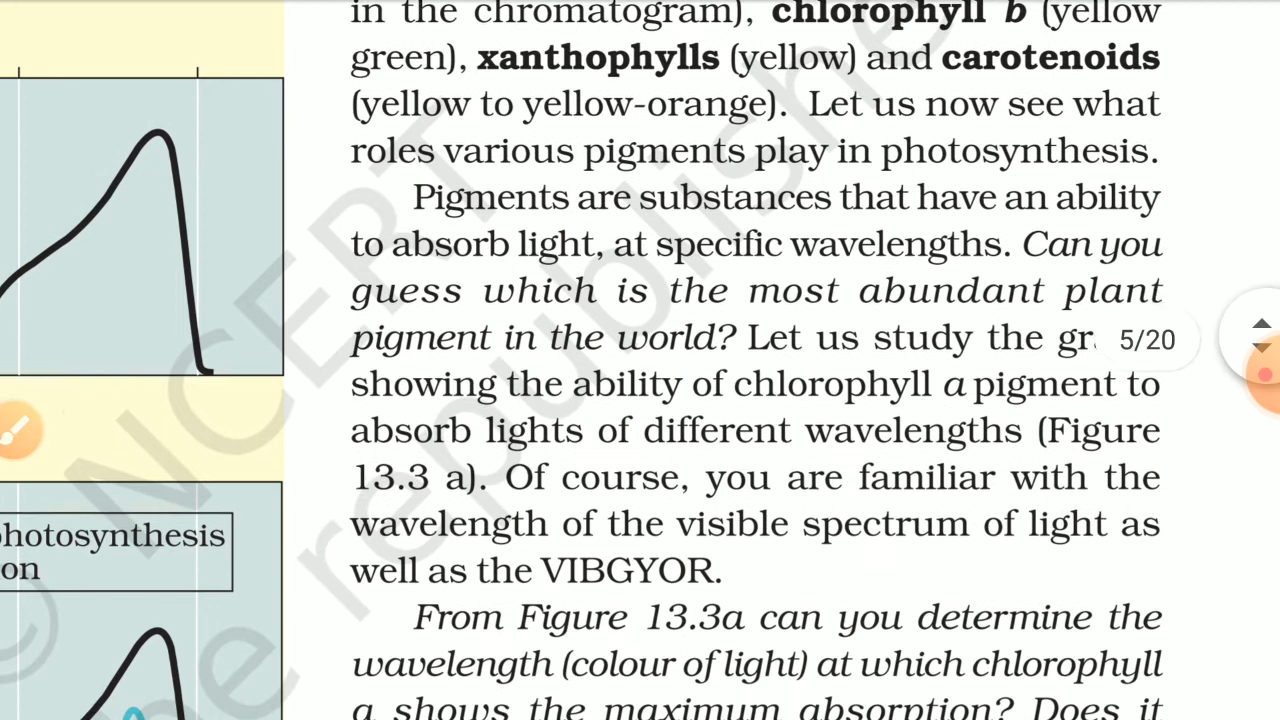 in the chromatogram), chlorophyll b (yellow
green), xanthophylls (yellow) and carotenoids
(yellow to yellow-orange). Let us now see what
roles various pigments play in photosynthesis.
Pigments are substances that have an ability
to absorb light, at specific wavelengths. Can you
guess which is the most abundant plant
pigment in the world? Let us study the gr
5/20
showing the ability of chlorophyll a pigment to
absorb lights of different wavelengths (Figure
13.3 a). Of course, you are familiar with the
wavelength of the visible spectrum of light as
well as the VIBGYOR.
From Figure 13.3a can you determine the
wavelength (colour of light) at which chlorophyll
a shows the maximum absorption? Does it
hotosynthesis
on
© NCERT
he republishe